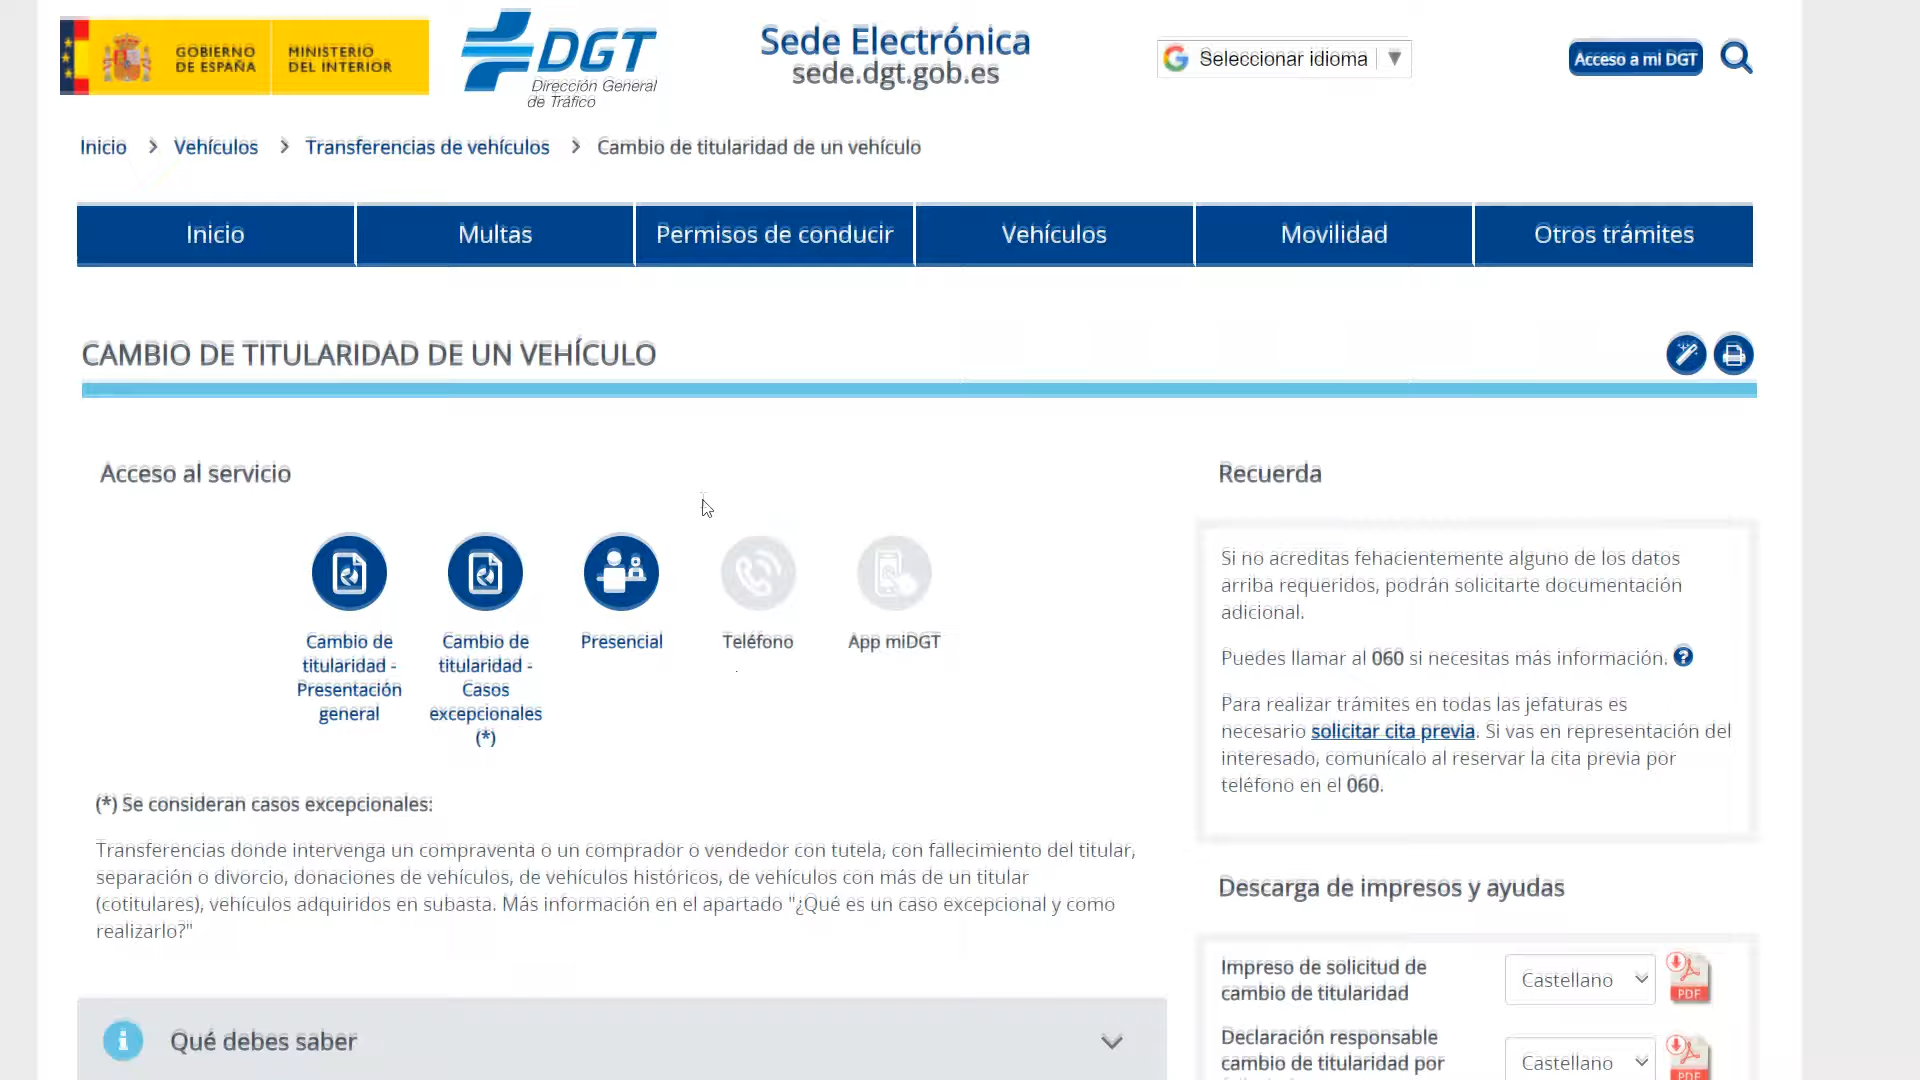 GOBIERNO
DE ESPAÑA
MINISTERIO
DEL INTERIOR
DGT
Dirección General
de Tráfico
Sede Electrónica
sede.dgt.gob.es
Seleccionar idioma
Acceso a mi DGT
Inicio > Vehículos > Transferencias de vehículos > Cambio de titularidad de un vehículo
Inicio
Multas
Permisos de conducir
Vehículos
Movilidad
Otros trámites
CAMBIO DE TITULARIDAD DE UN VEHÍCULO
Acceso al servicio
Cambio de
titularidad -
Presentación
general
Cambio de
titularidad -
Casos
excepcionales
(*)
Presencial
Teléfono
App miDGT
(*) Se consideran casos excepcionales:
Transferencias donde intervenga un compraventa o un comprador o vendedor con tutela, con fallecimiento del titular,
separación o divorcio, donaciones de vehículos, de vehículos históricos, de vehículos con más de un titular
(cotitulares), vehículos adquiridos en subasta. Más información en el apartado "¿Qué es un caso excepcional y como
realizarlo?"
Qué debes saber
Recuerda
Si no acreditas fehacientemente alguno de los datos
arriba requeridos, podrán solicitarte documentación
adicional.
Puedes llamar al 060 si necesitas más información. ?
Para realizar trámites en todas las jefaturas es
necesario solicitar cita previa. Si vas en representación del
interesado, comunícalo al reservar la cita previa por
teléfono en el 060.
Descarga de impresos y ayudas
Impreso de solicitud de
cambio de titularidad
Castellano
PDF
Declaración responsable
cambio de titularidad por
Castellano
PDF